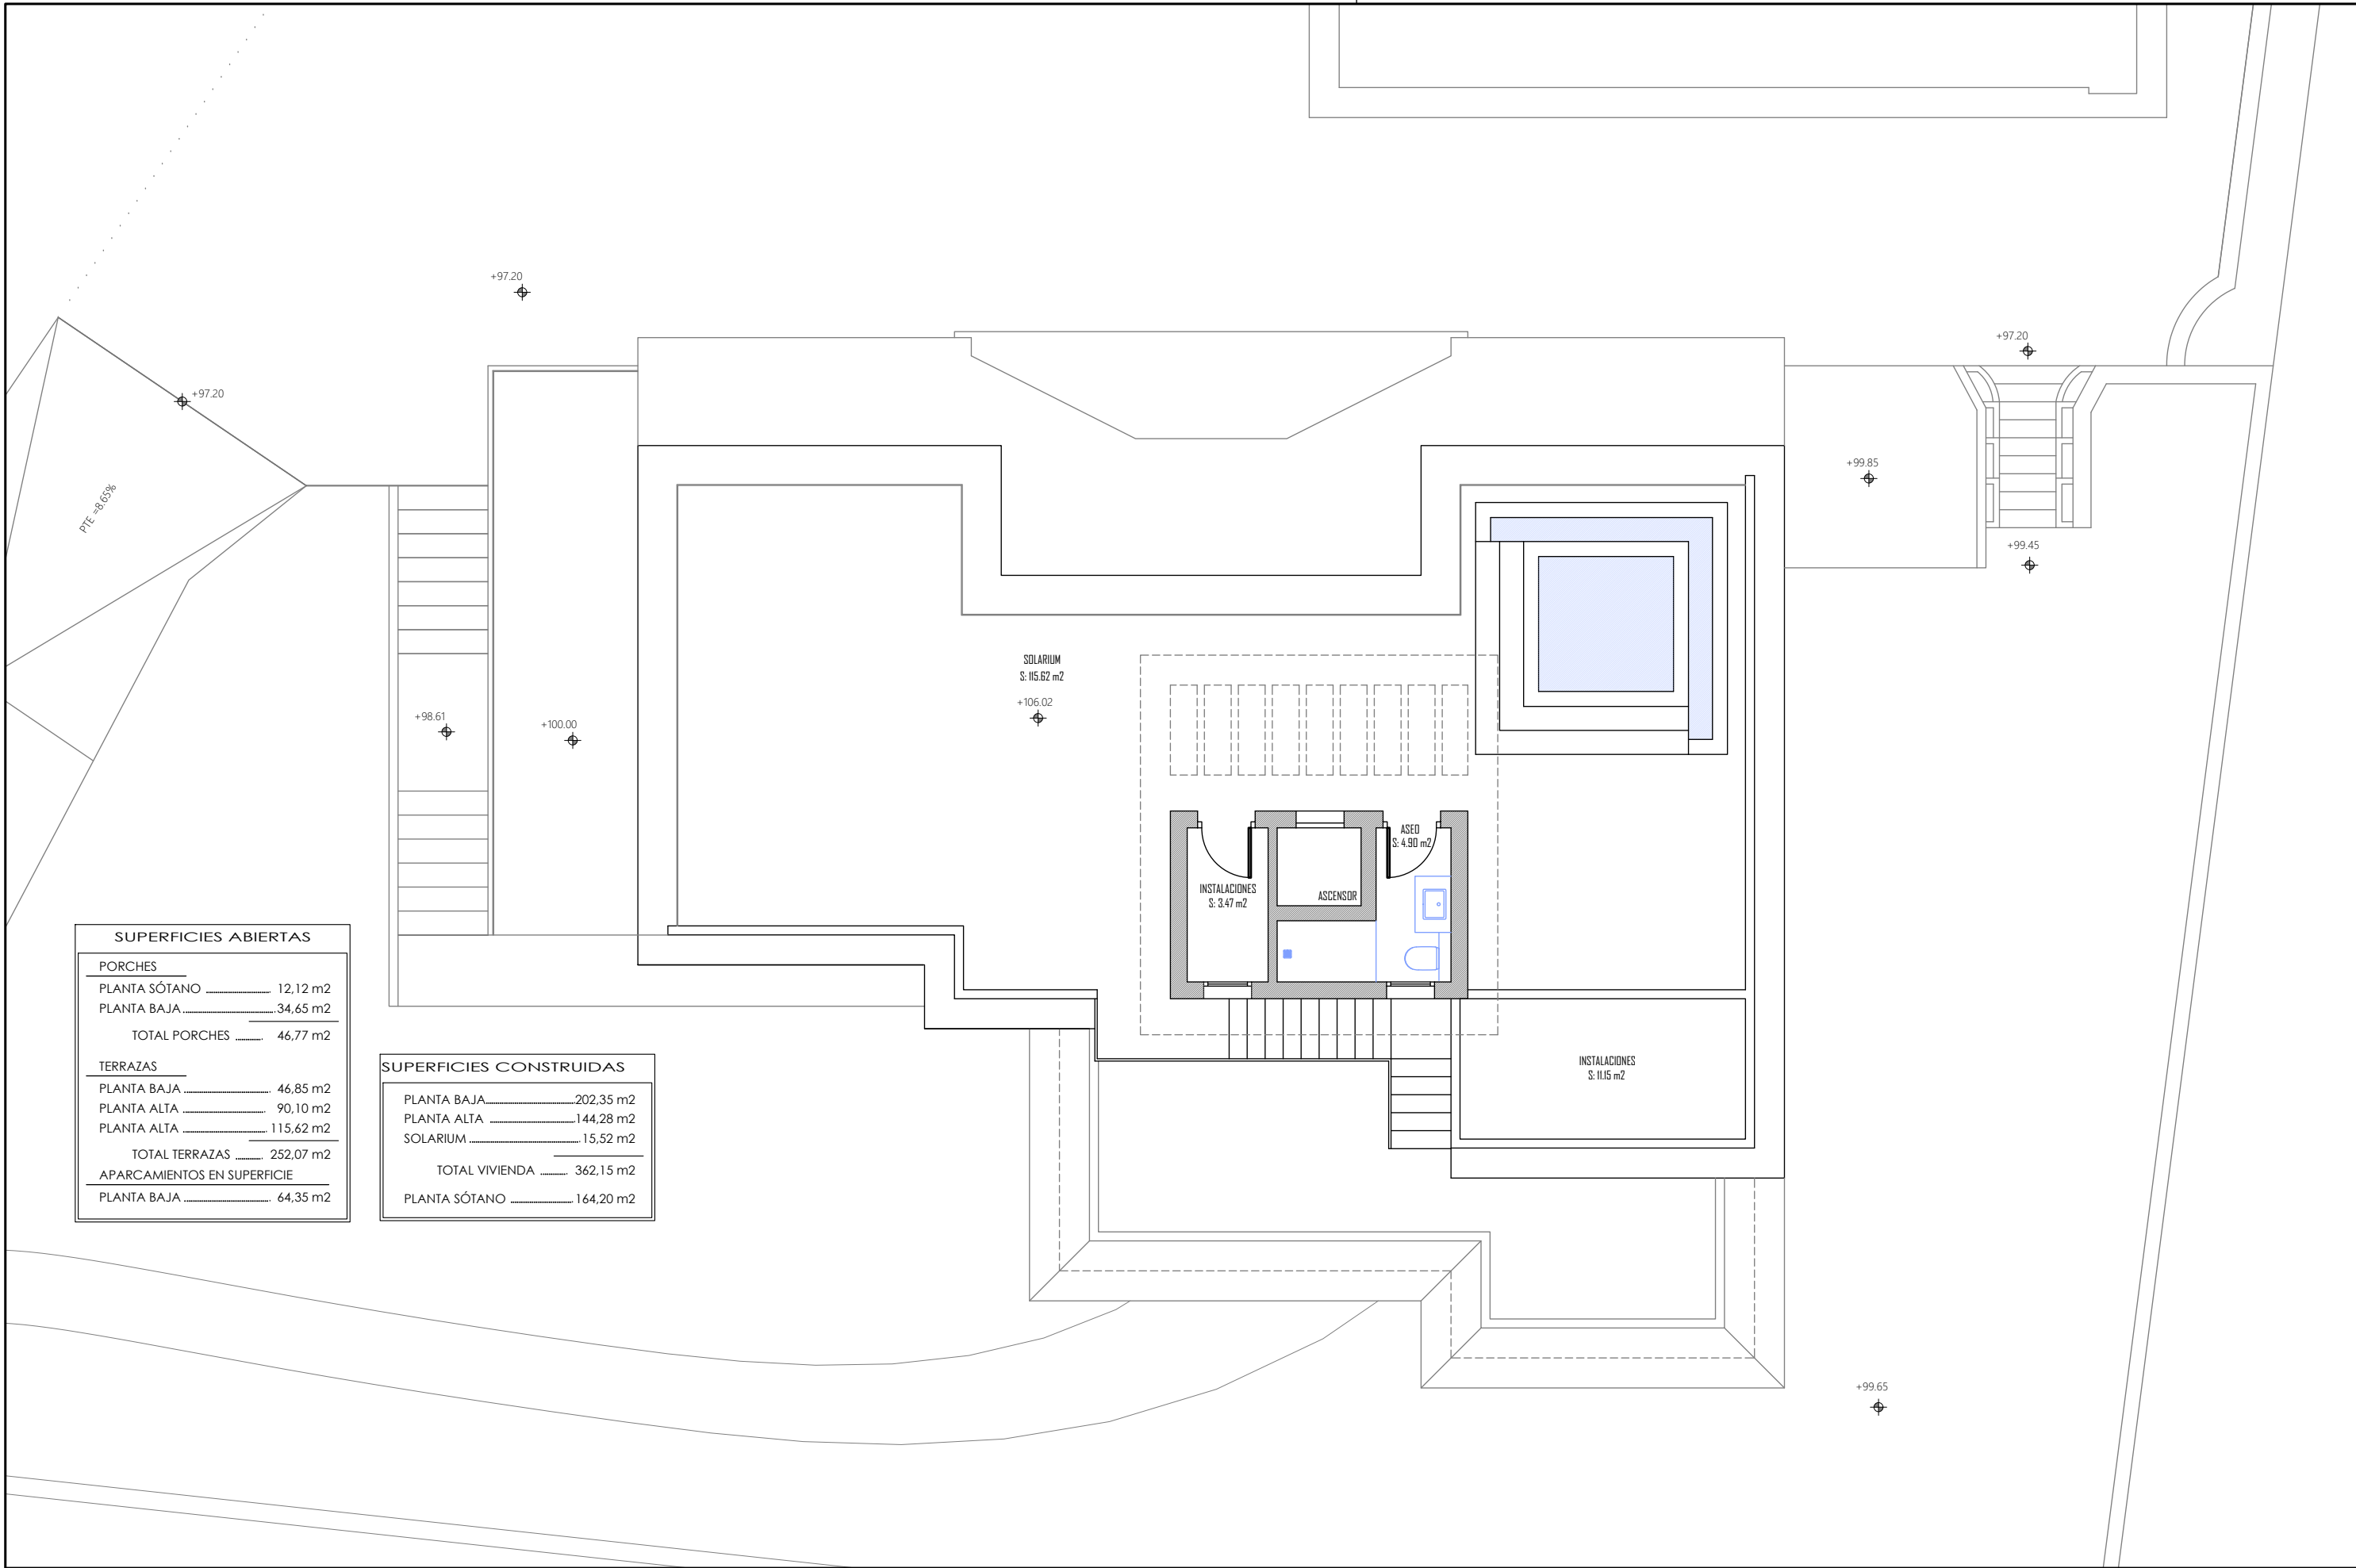 +97.20
+97.20
+97.20
PTE =8.65%
+99.85
+99.45
SOLARIUM
S: 115.62 m2
+106.02
+98.61
+100.00
ASEO
S: 4.90 m2
INSTALACIONES
S: 3.47 m2
ASCENSOR
SUPERFICIES ABIERTAS
PORCHES
PLANTA SÓTANO ........................ 12,12 m2
PLANTA BAJA ........................ 34,65 m2
TOTAL PORCHES .......... 46,77 m2
TERRAZAS
PLANTA BAJA ........................ 46,85 m2
PLANTA ALTA ........................ 90,10 m2
PLANTA ALTA ........................ 115,62 m2
TOTAL TERRAZAS .......... 252,07 m2
APARCAMIENTOS EN SUPERFICIE
PLANTA BAJA ........................ 64,35 m2
SUPERFICIES CONSTRUIDAS
PLANTA BAJA ........................ 202,35 m2
PLANTA ALTA ........................ 144,28 m2
SOLARIUM ........................ 15,52 m2
TOTAL VIVIENDA .......... 362,15 m2
PLANTA SÓTANO .................... 164,20 m2
INSTALACIONES
S: 11.15 m2
+99.65